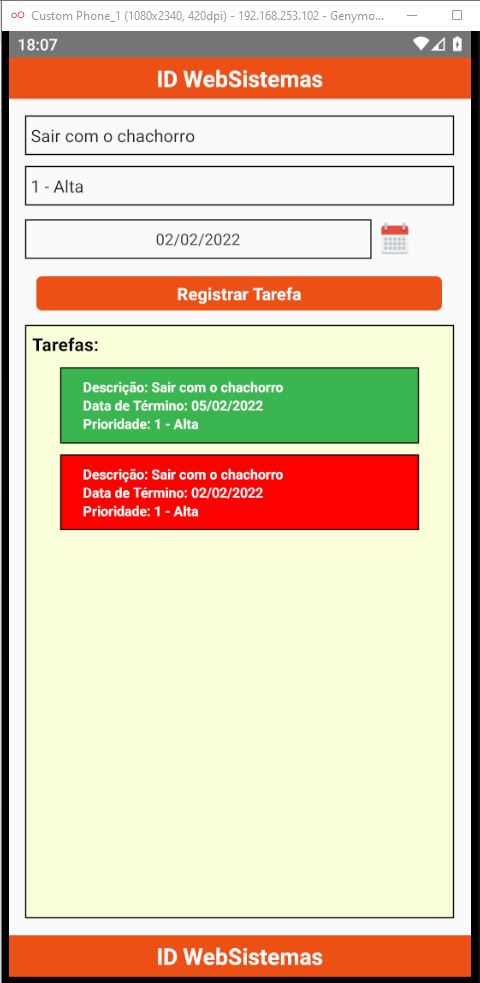 Custom Phone_1 (1080x2340, 420dpi) - 192.168.253.102 - Genymo...
18:07
ID WebSistemas
Sair com o chachorro
1 - Alta
02/02/2022
Registrar Tarefa
Tarefas:
Descrição: Sair com o chachorro
Data de Término: 05/02/2022
Prioridade: 1 - Alta
Descrição: Sair com o chachorro
Data de Término: 02/02/2022
Prioridade: 1 - Alta
ID WebSistemas